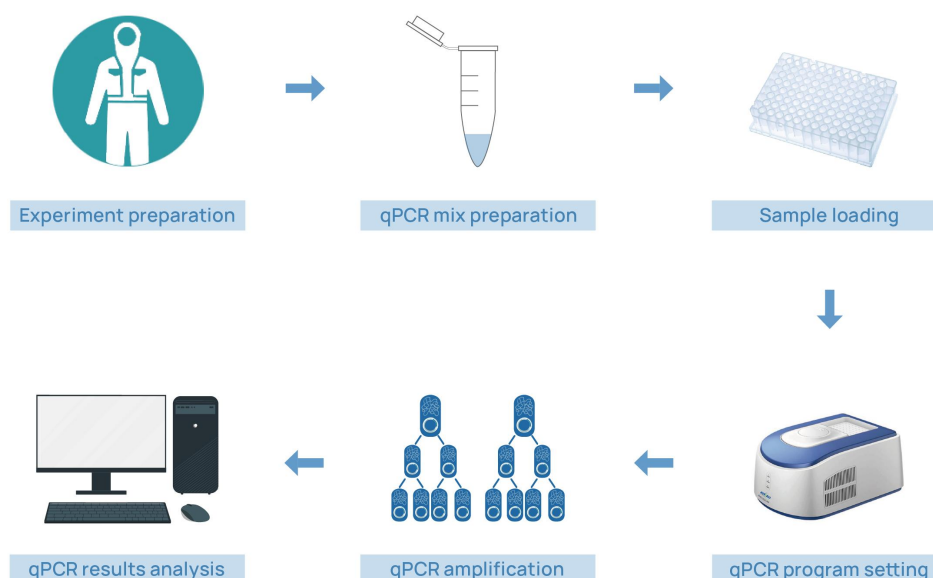 Experiment preparation
qPCR mix preparation
Sample loading
qPCR results analysis
qPCR amplification
qPCR program setting